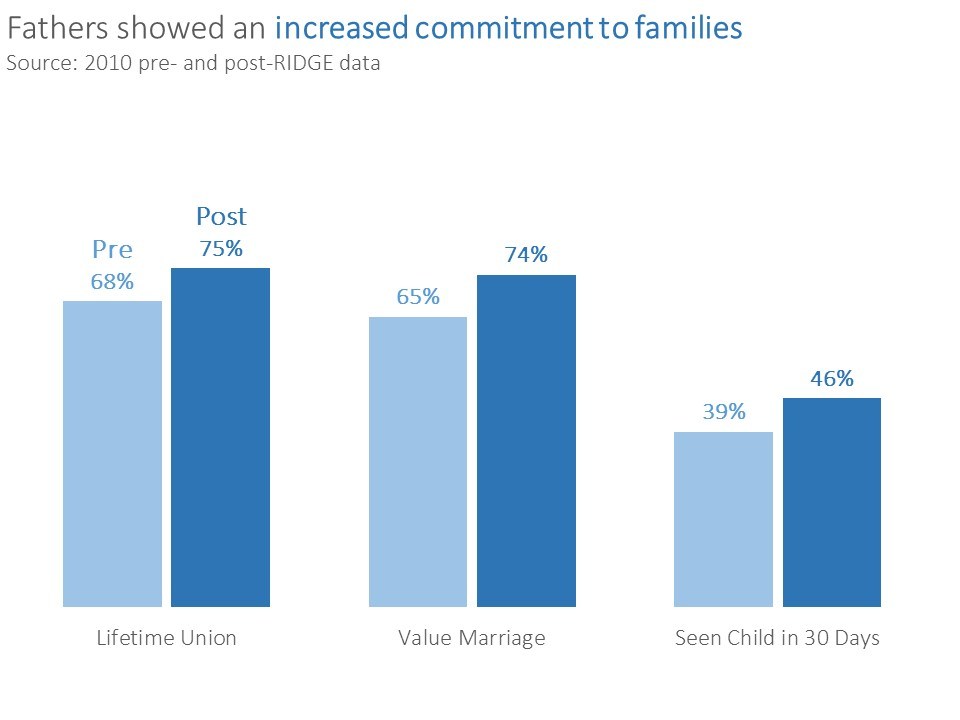 Fathers showed an increased commitment to families
Source: 2010 pre- and post-RIDGE data
Pre
68%
Post
75%
65%
74%
39%
46%
Lifetime Union
Value Marriage
Seen Child in 30 Days